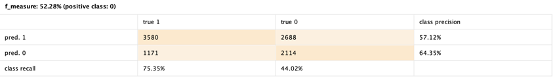 f_measure: 52.28% (positive class: 0)
true 1 true 0 class precision
pred. 1 3580 2688 57.12%
pred. 0 1171 2114 64.35%
class recall 75.35% 44.02%